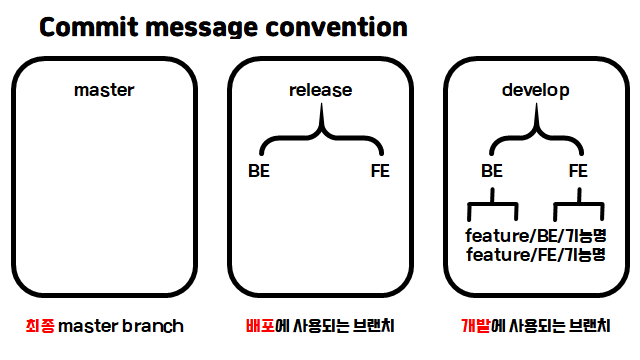 Commit message convention
master
release
develop
BE
FE
BE
FE
feature/BE/기능명
feature/FE/기능명
최종 master branch
배포에 사용되는 브랜치
개발에 사용되는 브랜치